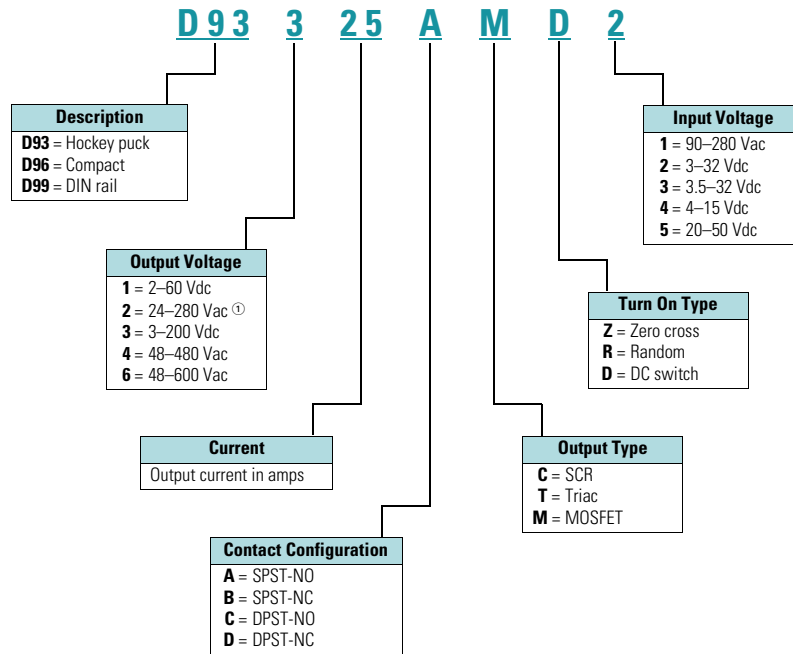 D93 3 25 A M D 2
Description
D93 = Hockey puck
D96 = Compact
D99 = DIN rail
Input Voltage
1 = 90–280 Vac
2 = 3–32 Vdc
3 = 3.5–32 Vdc
4 = 4–15 Vdc
5 = 20–50 Vdc
Output Voltage
1 = 2–60 Vdc
2 = 24–280 Vac ①
3 = 3–200 Vdc
4 = 48–480 Vac
6 = 48–600 Vac
Turn On Type
Z = Zero cross
R = Random
D = DC switch
Current
Output current in amps
Output Type
C = SCR
T = Triac
M = MOSFET
Contact Configuration
A = SPST-NO
B = SPST-NC
C = DPST-NO
D = DPST-NC